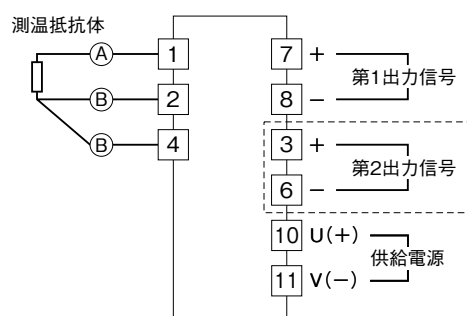 測温抵抗体
A 1 7 +
第1出力信号
B 2 8 −
B 4 3 +
第2出力信号
6 −
10 U(+)
供給電源
11 V(−)